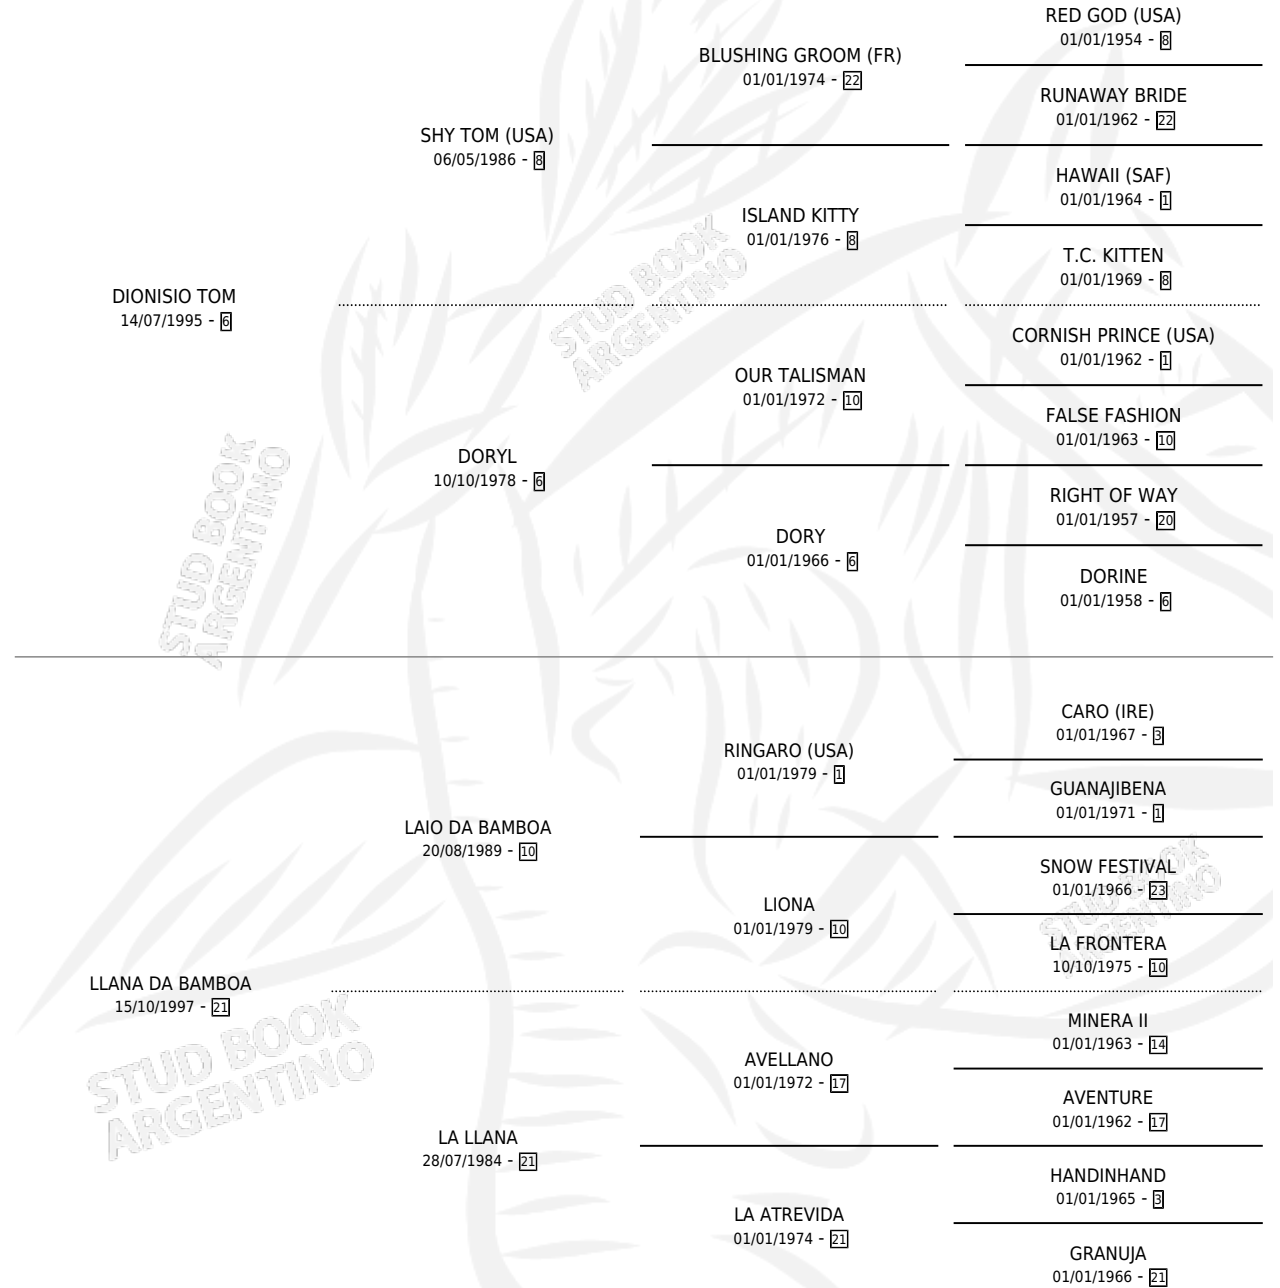 RED GOD (USA)
01/01/1954 - 8
BLUSHING GROOM (FR)
01/01/1974 - 22
RUNAWAY BRIDE
01/01/1962 - 22
SHY TOM (USA)
06/05/1986 - 8
HAWAII (SAF)
01/01/1964 - 1
ISLAND KITTY
01/01/1976 - 8
T.C. KITTEN
01/01/1969 - 8
DIONISIO TOM
14/07/1995 - 6
STUD BOOK
ARGENTINO
CORNISH PRINCE (USA)
01/01/1962 - 1
OUR TALISMAN
01/01/1972 - 10
FALSE FASHION
01/01/1963 - 10
DORYL
10/10/1978 - 6
RIGHT OF WAY
01/01/1957 - 20
DORY
01/01/1966 - 6
DORINE
01/01/1958 - 6
STUD BOOK
ARGENTINO
CARO (IRE)
01/01/1967 - 3
RINGARO (USA)
01/01/1979 - 1
GUANAJIBENA
01/01/1971 - 1
LAIO DA BAMBOA
20/08/1989 - 10
SNOW FESTIVAL
01/01/1966 - 23
LIONA
01/01/1979 - 10
LA FRONTERA
10/10/1975 - 10
STUD BOOK
ARGENTINO
LLANA DA BAMBOA
15/10/1997 - 21
MINERA II
01/01/1963 - 14
AVELLANO
01/01/1972 - 17
AVENTURE
01/01/1962 - 17
STUD BOOK
ARGENTINO
LA LLANA
28/07/1984 - 21
HANDINHAND
01/01/1965 - 3
LA ATREVIDA
01/01/1974 - 21
GRANUJA
01/01/1966 - 21